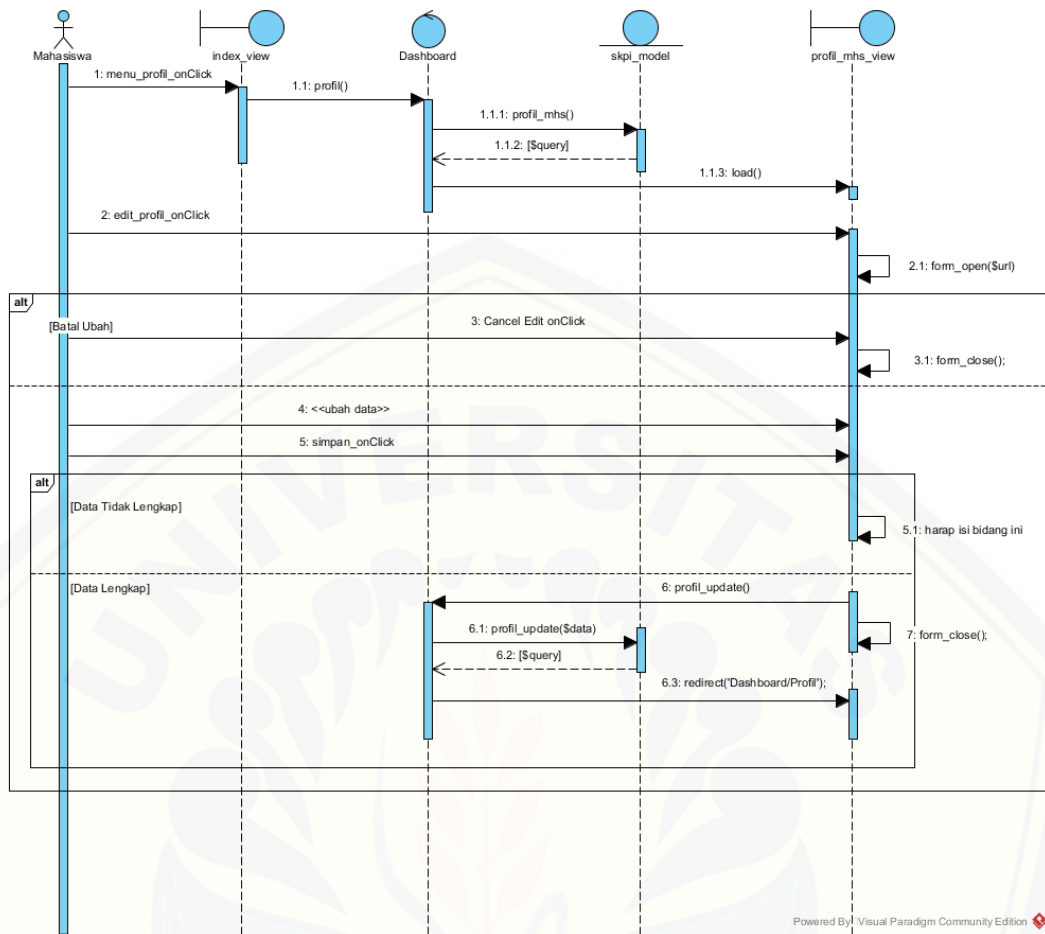 Mahasiswa
index_view
Dashboard
skpi_model
profil_mhs_view
1: menu_profil_onClick
1.1: profil()
1.1.1: profil_mhs()
1.1.2: [$query]
1.1.3: load()
2: edit_profil_onClick
2.1: form_open($url)
alt
[Batal Ubah]
3: Cancel Edit onClick
3.1: form_close();
4: <<ubah data>>
5: simpan_onClick
alt
[Data Tidak Lengkap]
5.1: harap isi bidang ini
[Data Lengkap]
6: profil_update()
6.1: profil_update($data)
7: form_close();
6.2: [$query]
6.3: redirect('Dashboard/Profil');
UNIVERSITAS
Powered By Visual Paradigm Community Edition